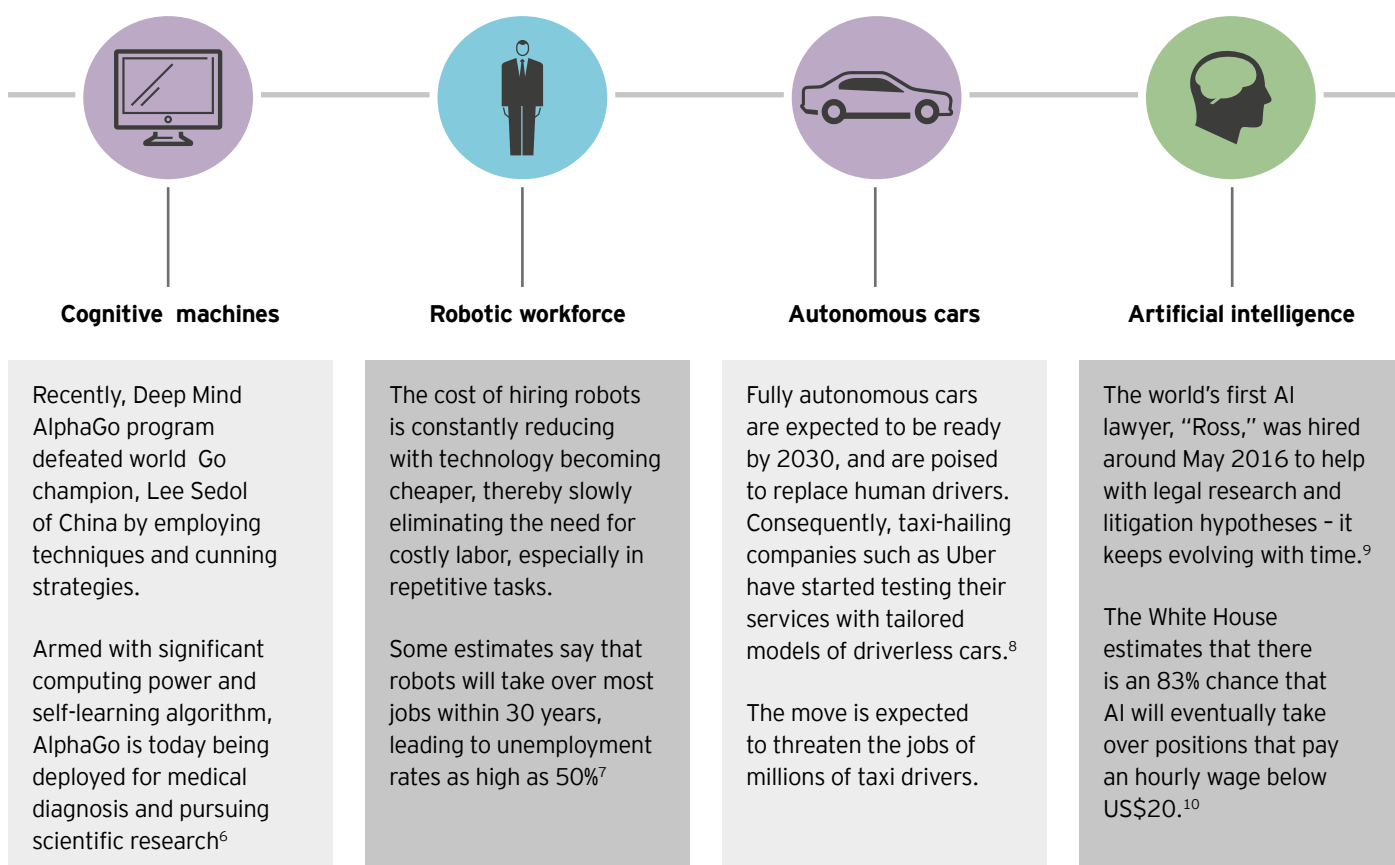 Cognitive machines
Recently, Deep Mind
AlphaGo program
defeated world Go
champion, Lee Sedol
of China by employing
techniques and cunning
strategies.
Armed with significant
computing power and
self-learning algorithm,
AlphaGo is today being
deployed for medical
diagnosis and pursuing
scientific research⁶
Robotic workforce
The cost of hiring robots
is constantly reducing
with technology becoming
cheaper, thereby slowly
eliminating the need for
costly labor, especially in
repetitive tasks.
Some estimates say that
robots will take over most
jobs within 30 years,
leading to unemployment
rates as high as 50%⁷
Autonomous cars
Fully autonomous cars
are expected to be ready
by 2030, and are poised
to replace human drivers.
Consequently, taxi-hailing
companies such as Uber
have started testing their
services with tailored
models of driverless cars.⁸
The move is expected
to threaten the jobs of
millions of taxi drivers.
Artificial intelligence
The world's first AI
lawyer, "Ross," was hired
around May 2016 to help
with legal research and
litigation hypotheses – it
keeps evolving with time.⁹
The White House
estimates that there
is an 83% chance that
AI will eventually take
over positions that pay
an hourly wage below
US$20.¹⁰